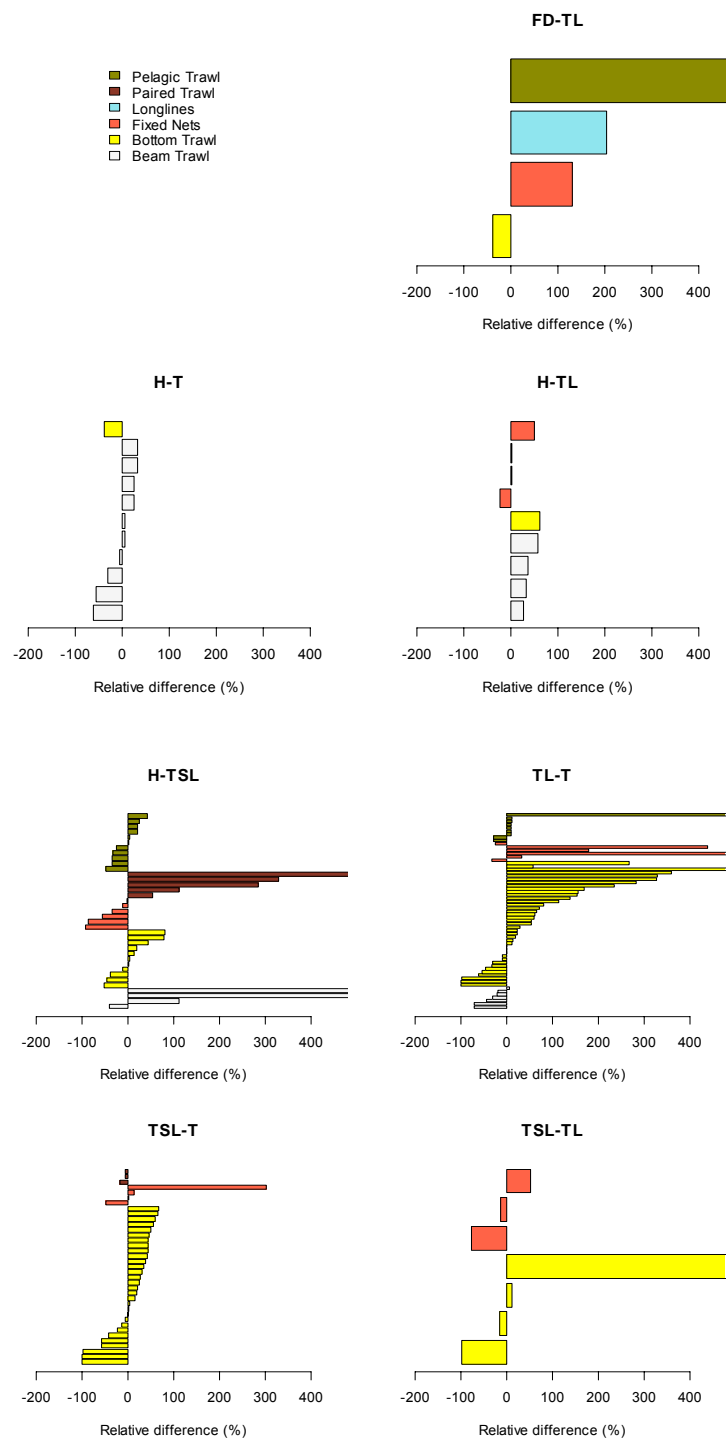 FD-TL
Pelagic Trawl
Paired Trawl
Longlines
Fixed Nets
Bottom Trawl
Beam Trawl
-200 -100 0 100 200 300 400
Relative difference (%)
H-T
-200 -100 0 100 200 300 400
Relative difference (%)
H-TL
-200 -100 0 100 200 300 400
Relative difference (%)
H-TSL
-200 -100 0 100 200 300 400
Relative difference (%)
TL-T
-200 -100 0 100 200 300 400
Relative difference (%)
TSL-T
-200 -100 0 100 200 300 400
Relative difference (%)
TSL-TL
-200 -100 0 100 200 300 400
Relative difference (%)